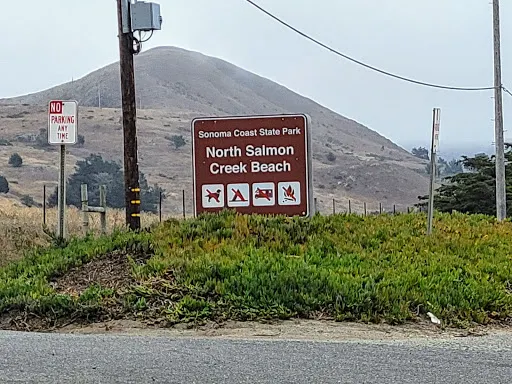 NO
PARKING
ANY
TIME
Sonoma Coast State Park
North Salmon
Creek Beach